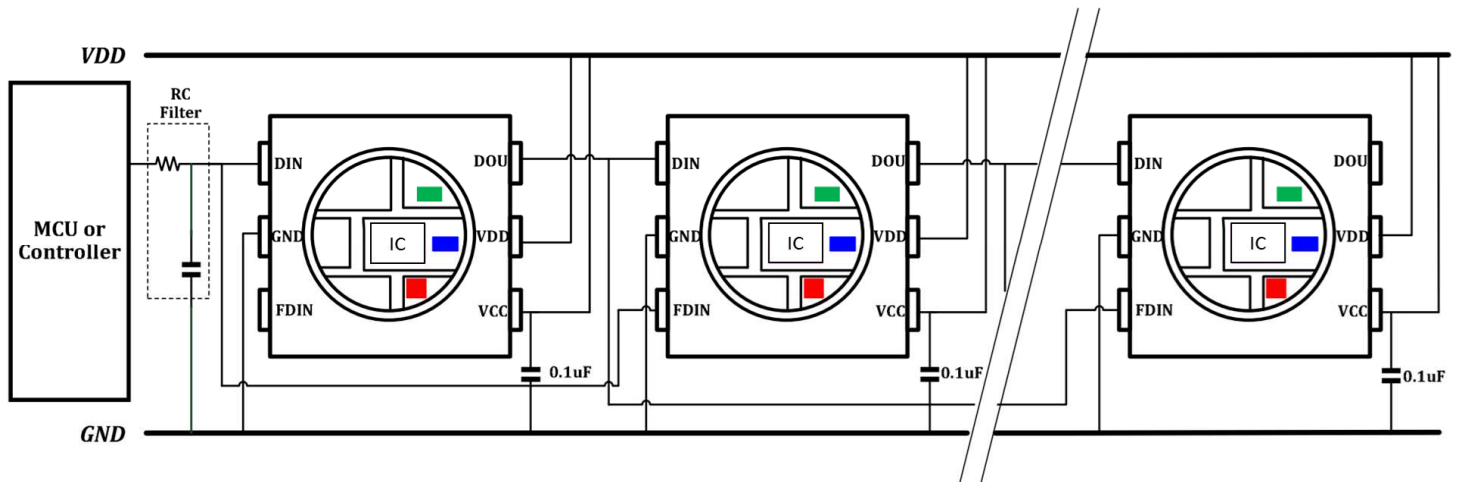 VDD
MCU or
Controller
RC
Filter
DIN
GND
FDIN
IC
DOU
VDD
VCC
0.1uF
DIN
GND
FDIN
IC
DOU
VDD
VCC
0.1uF
DIN
GND
FDIN
IC
DOU
VDD
VCC
0.1uF
GND